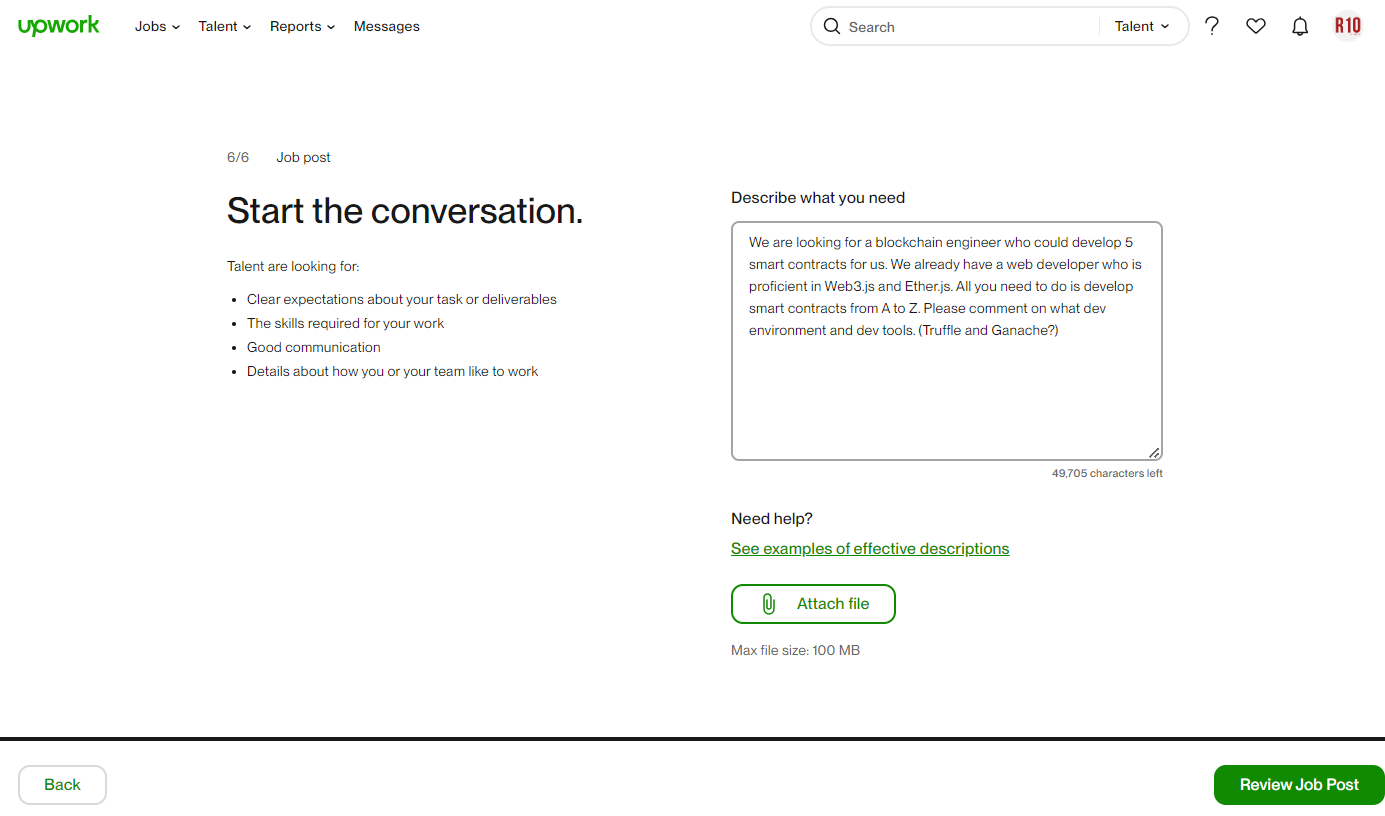 upwork
Jobs
Talent
Reports
Messages
Search
Talent
R10
6/6 Job post
Start the conversation.
Talent are looking for:
Clear expectations about your task or deliverables
The skills required for your work
Good communication
Details about how you or your team like to work
Describe what you need
We are looking for a blockchain engineer who could develop 5
smart contracts for us. We already have a web developer who is
proficient in Web3.js and Ether.js. All you need to do is develop
smart contracts from A to Z. Please comment on what dev
environment and dev tools. (Truffle and Ganache?)
49,705 characters left
Need help?
See examples of effective descriptions
Attach file
Max file size: 100 MB
Back
Review Job Post